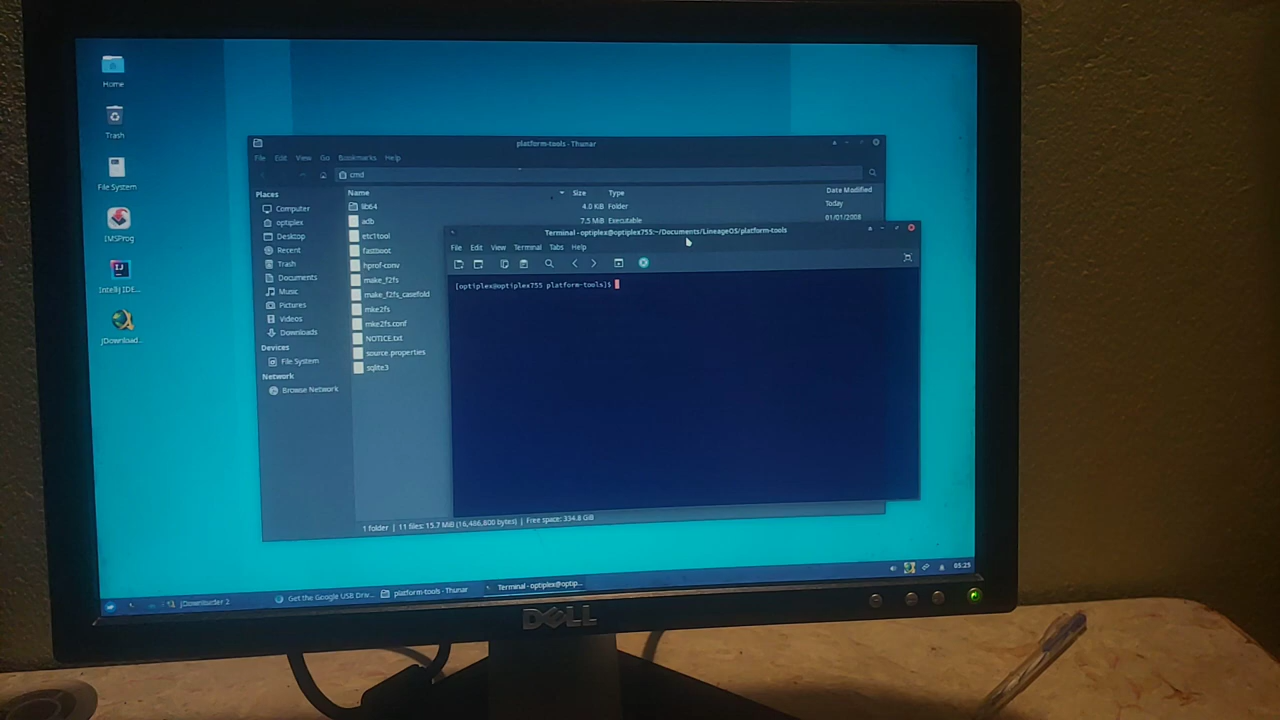 Home
Trash
File System
IMSProg
IntelliJ IDE...
JDownload...
platform-tools - Thunar
File Edit View Go Bookmarks Help
cmd
Places
Computer
optiplex
Desktop
Recent
Trash
Documents
Music
Pictures
Videos
Downloads
Devices
File System
Network
Browse Network
Name Size Type Date Modified
lib64 4.0 KiB Folder Today
adb 7.5 MiB Executable 01/01/2008
etc1tool
fastboot
hprof-conv
make_f2fs
make_f2fs_casefold
mke2fs
mke2fs.conf
NOTICE.txt
source.properties
sqlite3
1 folder | 11 files: 15.7 MiB (16,486,800 bytes) | Free space: 334.8 GiB
Terminal - optiplex@optiplex755:~/Documents/LineageOS/platform-tools
File Edit View Terminal Tabs Help
[optiplex@optiplex755 platform-tools]$
JDownloader 2
Get the Google USB Driv...
platform-tools - Thunar
Terminal - optiplex@optip...
05:25
DELL